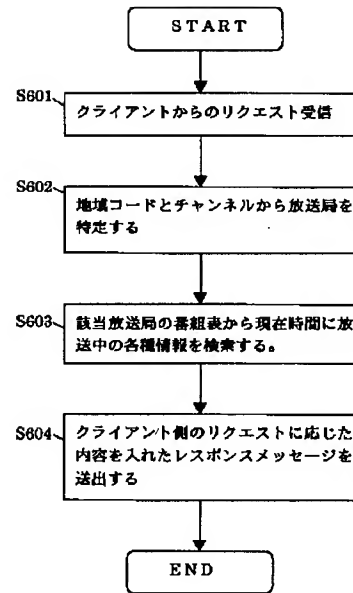 START
S601
クライアントからのリクエスト受信
S602
地域コードとチャンネルから放送局を
特定する
S603
該当放送局の番組表から現在時間に放
送中の各種情報を検索する。
S604
クライアント側のリクエストに応じた
内容を入れたレスポンスメッセージを
送出する
END